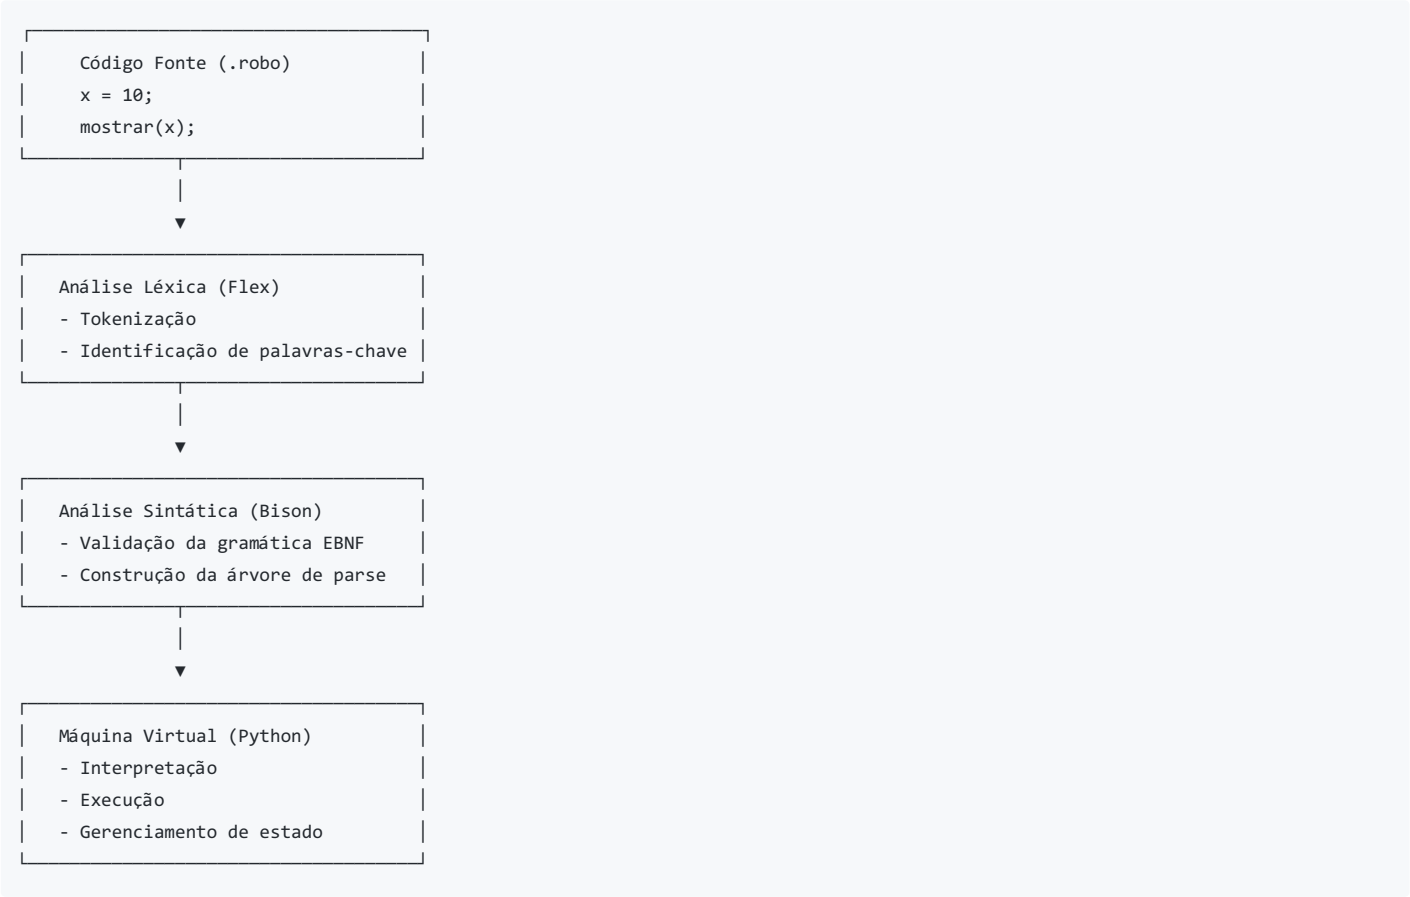 Código Fonte (.robo)
x = 10;
mostrar(x);
Análise Léxica (Flex)
- Tokenização
- Identificação de palavras-chave
Análise Sintática (Bison)
- Validação da gramática EBNF
- Construção da árvore de parse
Máquina Virtual (Python)
- Interpretação
- Execução
- Gerenciamento de estado